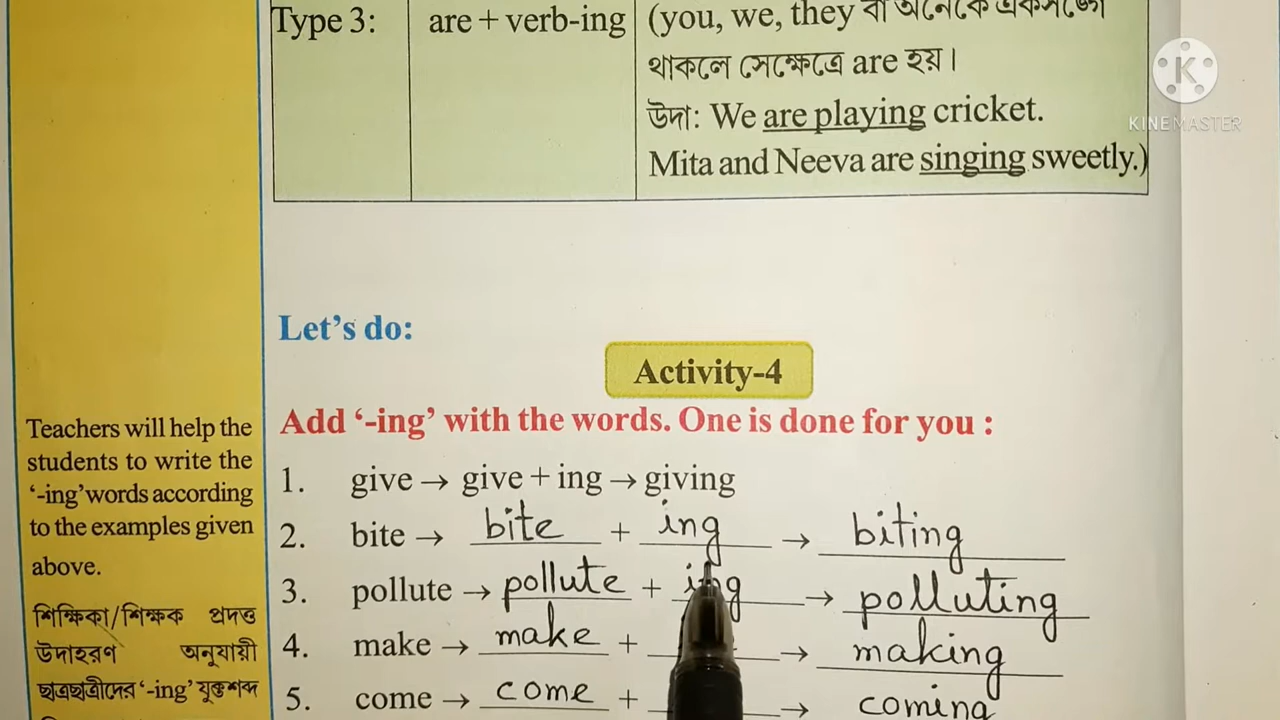 Type 3: are + verb-ing (you, we, they বা অনেকে একসঙ্গে
থাকলে সেক্ষেত্রে are হয়।
উদা: We are playing cricket.
Mita and Neeva are singing sweetly.)
K
KINEMASTER
Let's do:
Activity-4
Add '-ing' with the words. One is done for you :
1. give → give + ing → giving
2. bite → bite + ing → biting
3. pollute → pollute + ing → polluting
4. make → make + → making
5. come → come + → coming
Teachers will help the
students to write the
'-ing' words according
to the examples given
above.
শিক্ষিকা/শিক্ষক প্রদত্ত
উদাহরণ অনুযায়ী
ছাত্রছাত্রীদের '-ing' যুক্তশব্দ